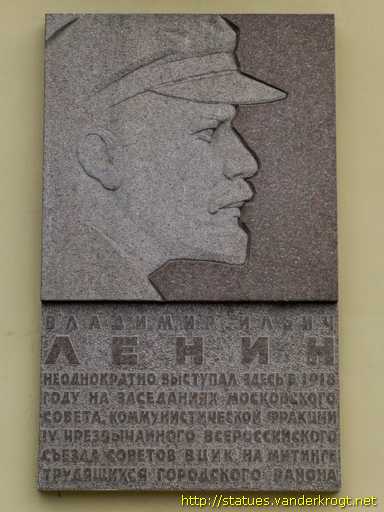 ВЛАДИМИР ИЛЬИЧ
ЛЕНИН
НЕОДНОКРАТНО ВЫСТУПАЛ ЗДЕСЬ В 1918
ГОДУ НА ЗАСЕДАНИЯХ МОСКОВСКОГО
СОВЕТА, КОММУНИСТИЧЕСКОЙ ФРАКЦИИ
IV ЧРЕЗВЫЧАЙНОГО ВСЕРОССИЙСКОГО
СЪЕЗДА СОВЕТОВ ВЦИК, НА МИТИНГЕ
ТРУДЯЩИХСЯ ГОРОДСКОГО РАЙОНА
http://statues.vanderkrogt.net